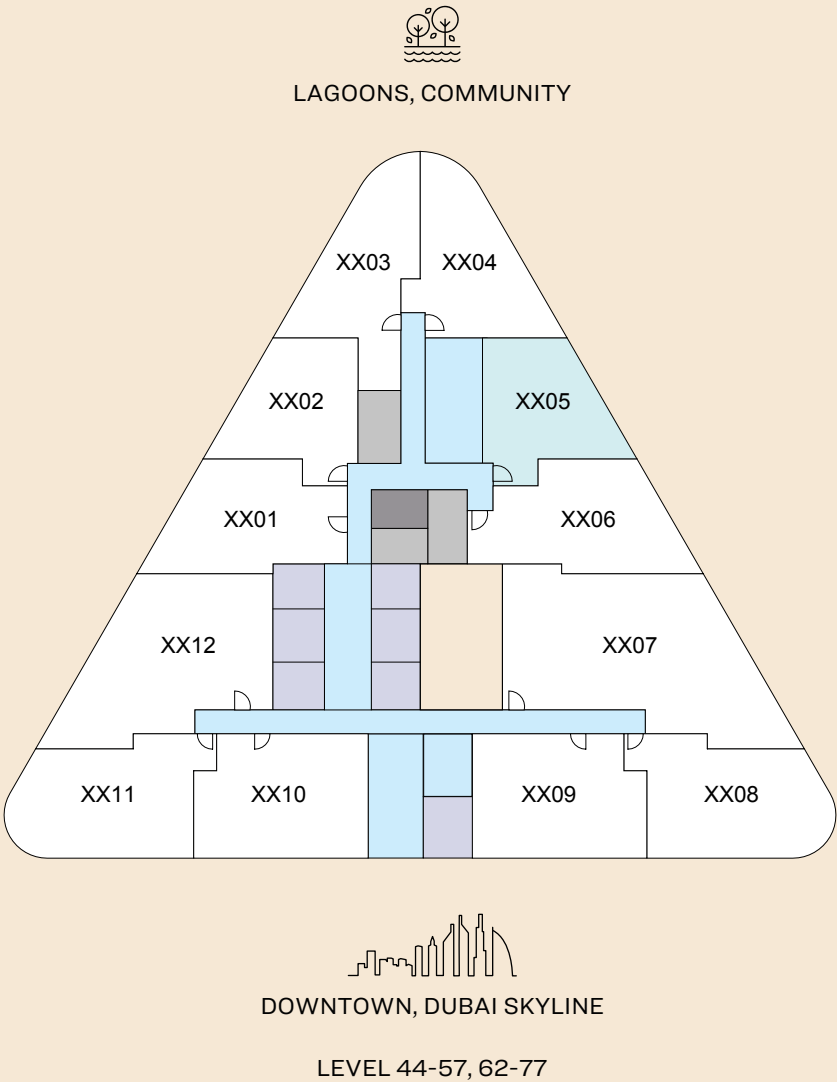 LAGOONS, COMMUNITY
XX03
XX04
XX02
XX05
XX01
XX06
XX12
XX07
XX11
XX10
XX09
XX08
DOWNTOWN, DUBAI SKYLINE
LEVEL 44-57, 62-77